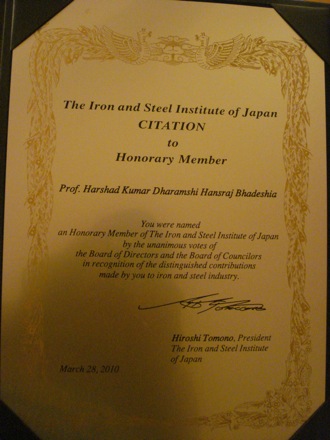 The Iron and Steel Institute of Japan
CITATION
to
Honorary Member
Prof. Harshad Kumar Dharamshi Hansraj Bhadeshia
You were named
an Honorary Member of The Iron and Steel Institute of Japan
by the unanimous votes of
the Board of Directors and the Board of Councilors
in recognition of the distinguished contributions
made by you to iron and steel industry.
Hiroshi Tomono, President
The Iron and Steel Institute
of Japan
March 28, 2010